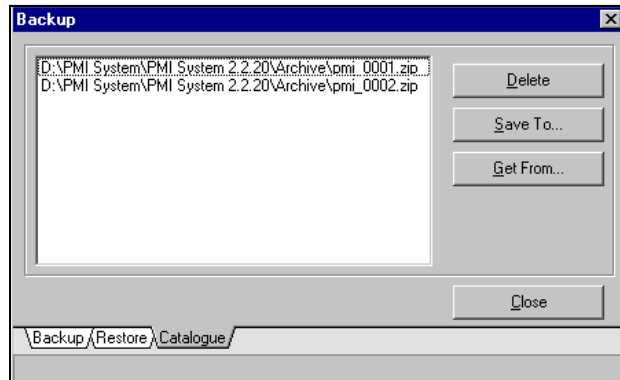 Backup
D:\PMI System\PMI System 2.2.20\Archive\pmi_0001.zip
D:\PMI System\PMI System 2.2.20\Archive\pmi_0002.zip
Delete
Save To...
Get From...
Close
Backup Restore Catalogue